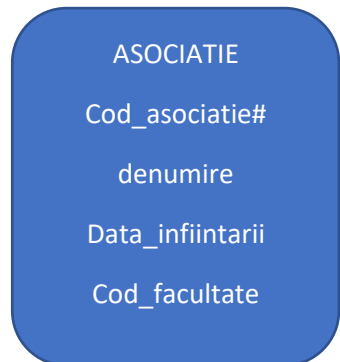 ASOCIATIE
Cod_asociatie#
denumire
Data_infiintarii
Cod_facultate